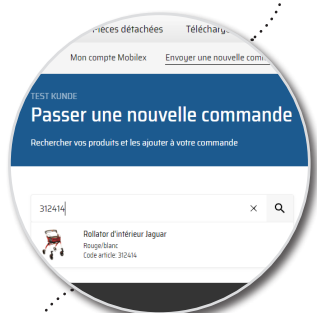 Pièces détachées Télécharg
Mon compte Mobilex Envoyer une nouvelle com
TEST KUNDE
Passer une nouvelle commande
Rechercher vos produits et les ajouter à votre commande
312414
Rollator d'intérieur Jaguar
Rouge/blanc
Code article: 312414